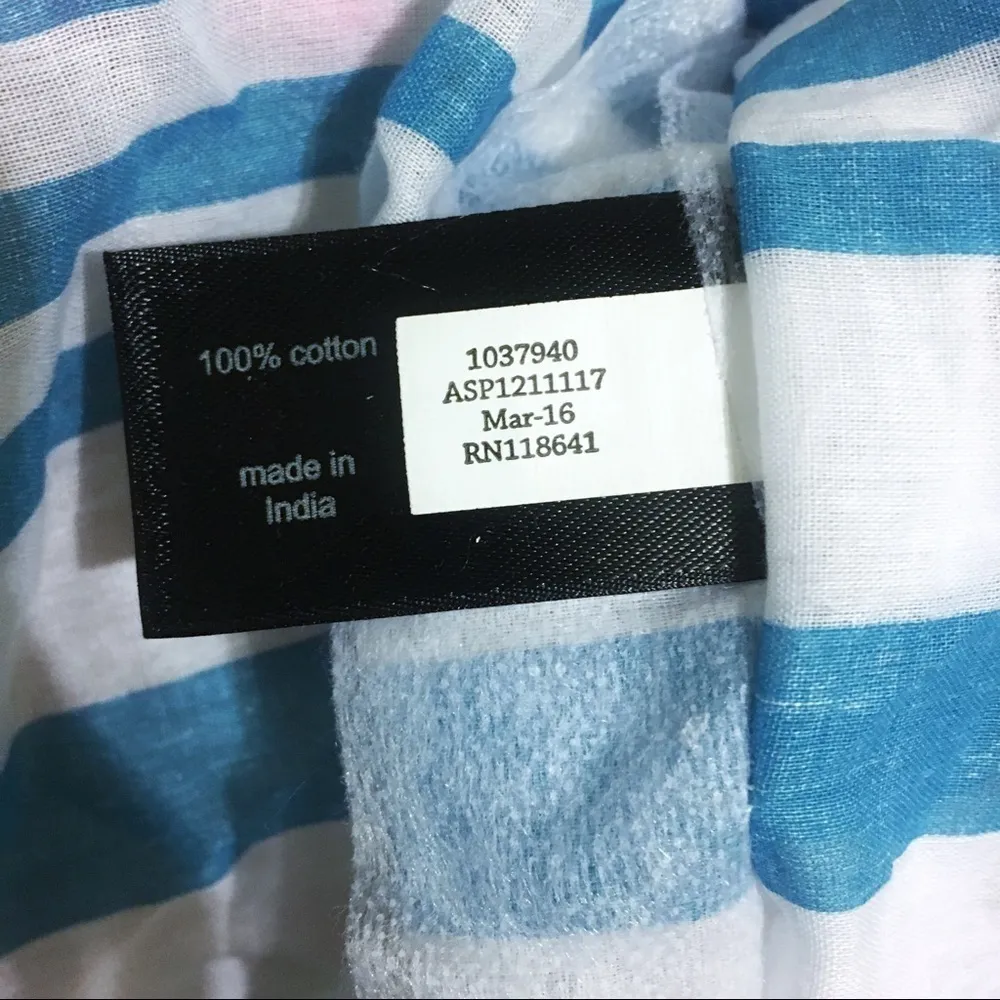 100% cotton
made in
India
1037940
ASP1211117
Mar-16
RN118641